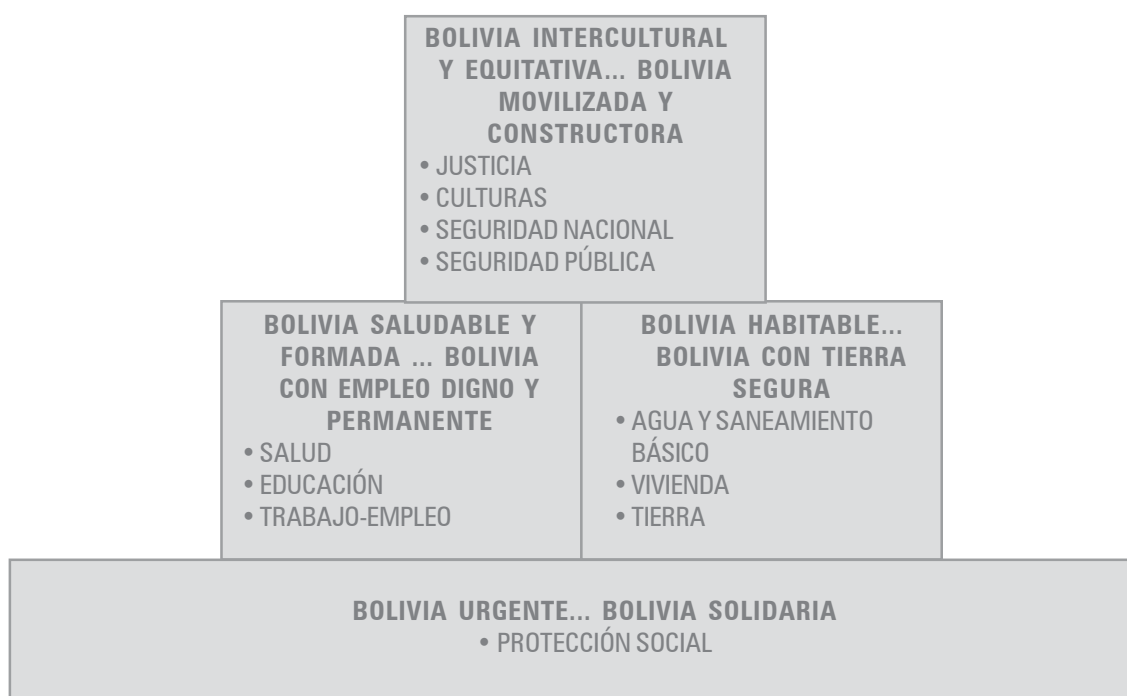 BOLIVIA INTERCULTURAL
Y EQUITATIVA... BOLIVIA
MOVILIZADA Y
CONSTRUCTORA
• JUSTICIA
• CULTURAS
• SEGURIDAD NACIONAL
• SEGURIDAD PÚBLICA
BOLIVIA SALUDABLE Y
FORMADA ... BOLIVIA
CON EMPLEO DIGNO Y
PERMANENTE
• SALUD
• EDUCACIÓN
• TRABAJO-EMPLEO
BOLIVIA HABITABLE...
BOLIVIA CON TIERRA
SEGURA
• AGUA Y SANEAMIENTO
BÁSICO
• VIVIENDA
• TIERRA
BOLIVIA URGENTE... BOLIVIA SOLIDARIA
• PROTECCIÓN SOCIAL